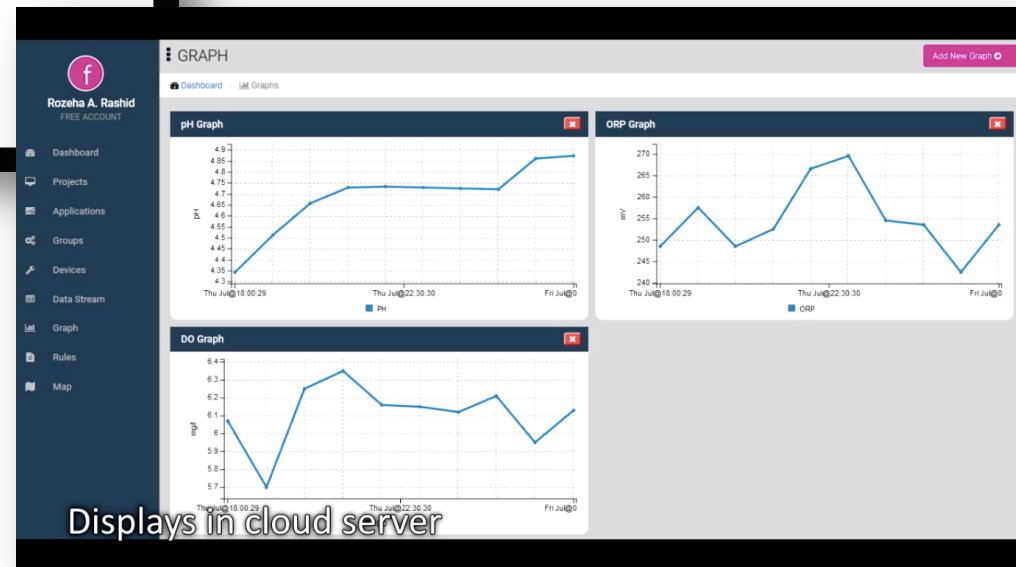 f
Rozeha A. Rashid
FREE ACCOUNT
Dashboard
Projects
Applications
Groups
Devices
Data Stream
Graph
Rules
Map
GRAPH
Add New Graph
Dashboard / Graphs
pH Graph
4.9
4.85
4.8
4.75
4.7
4.65
4.6
4.55
4.5
4.45
4.4
4.35
4.3
pH
Thu Jul@18:00:29 Thu Jul@22:30:30 Fri Jul@0
PH
ORP Graph
270
265
260
255
250
245
240
mV
Thu Jul@18:00:29 Thu Jul@22:30:30 Fri Jul@0
ORP
DO Graph
6.4
6.3
6.2
6.1
6
5.9
5.8
5.7
mg/l
Thu Jul@18:00:29 Thu Jul@22:30:30 Fri Jul@0
Displays in cloud server